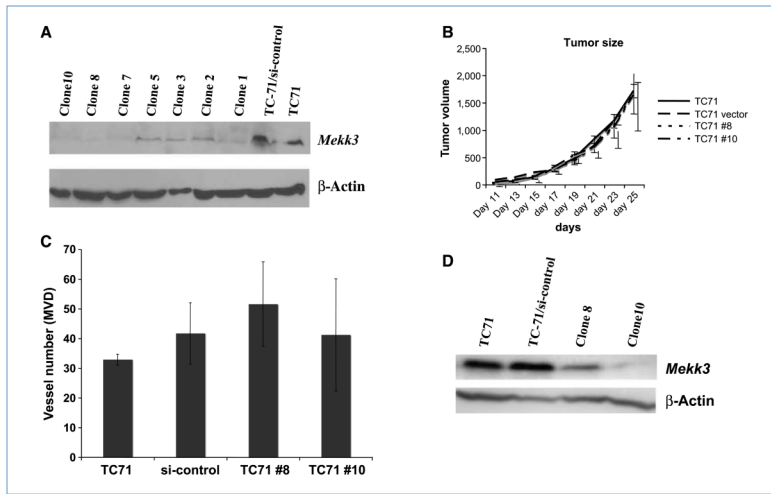 A
Clone10
Clone 8
Clone 7
Clone 5
Clone 3
Clone 2
Clone 1
TC-71/si-control
TC71
Mekk3
β-Actin
B
Tumor size
Tumor volume
2,500
2,000
1,500
1,000
500
0
Day 11
Day 13
Day 15
day 17
day 19
day 21
day 23
day 25
days
TC71
TC71 vector
TC71 #8
TC71 #10
C
Vessel number (MVD)
70
60
50
40
30
20
10
0
TC71
si-control
TC71 #8
TC71 #10
D
TC71
TC-71/si-control
Clone 8
Clone10
Mekk3
β-Actin